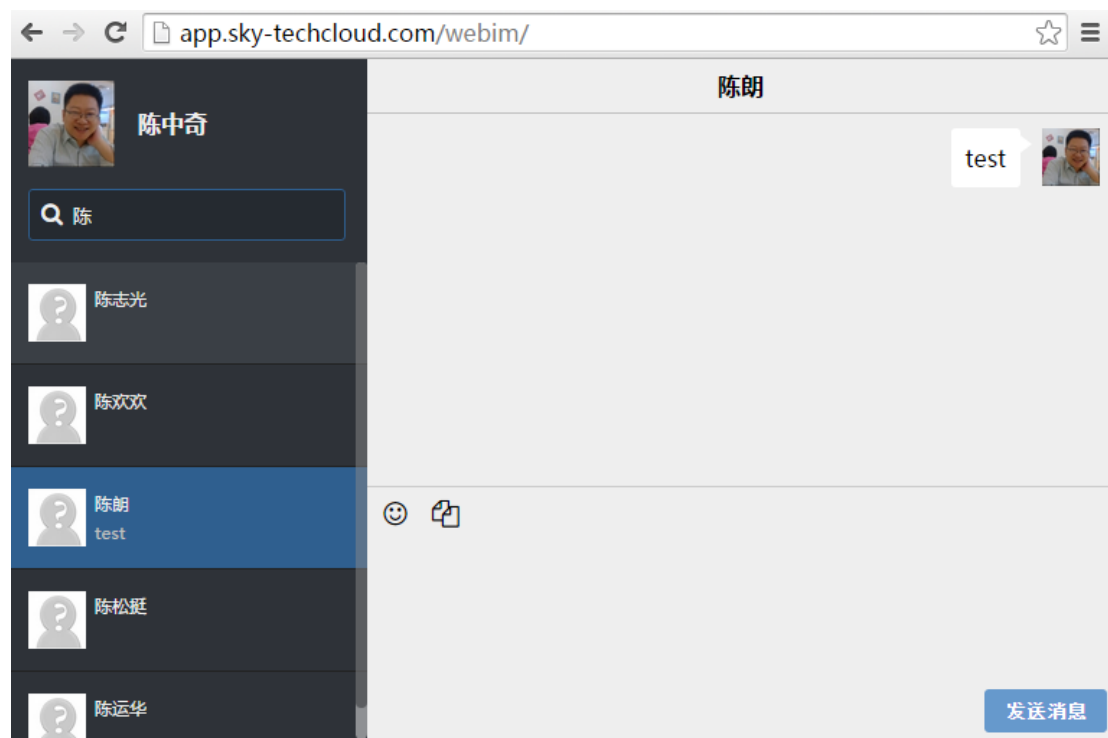 app.sky-techcloud.com/webim/
陈中奇
陈
陈志光
陈欢欢
陈朗
test
陈松挺
陈运华
陈朗
test
发送消息